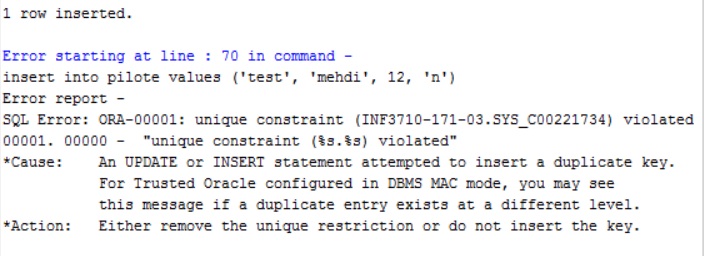 1 row inserted.
Error starting at line : 70 in command -
insert into pilote values ('test', 'mehdi', 12, 'n')
Error report -
SQL Error: ORA-00001: unique constraint (INF3710-171-03.SYS_C00221734) violated
00001. 00000 -  "unique constraint (%s.%s) violated"
*Cause:    An UPDATE or INSERT statement attempted to insert a duplicate key.
           For Trusted Oracle configured in DBMS MAC mode, you may see
           this message if a duplicate entry exists at a different level.
*Action:   Either remove the unique restriction or do not insert the key.